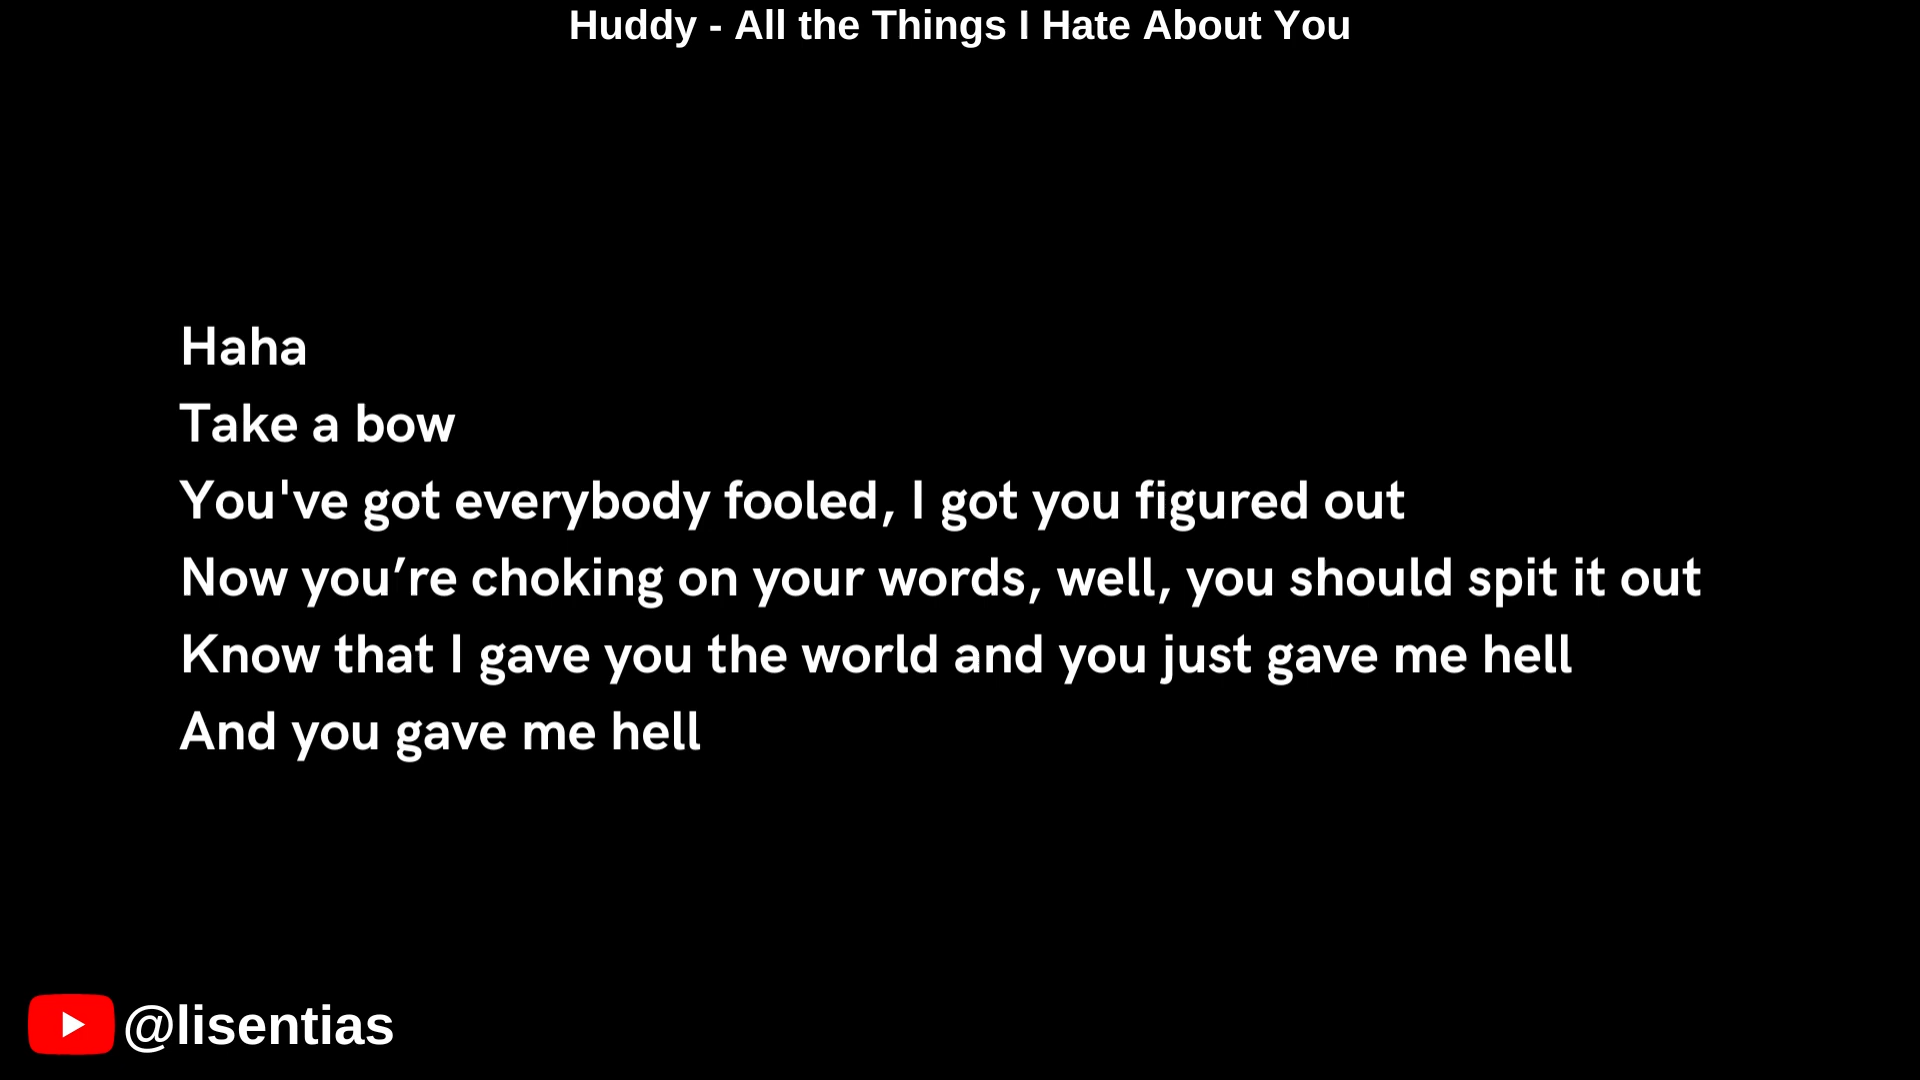 Huddy - All the Things I Hate About You
Haha
Take a bow
You've got everybody fooled, I got you figured out
Now you’re choking on your words, well, you should spit it out
Know that I gave you the world and you just gave me hell
And you gave me hell
@lisentias